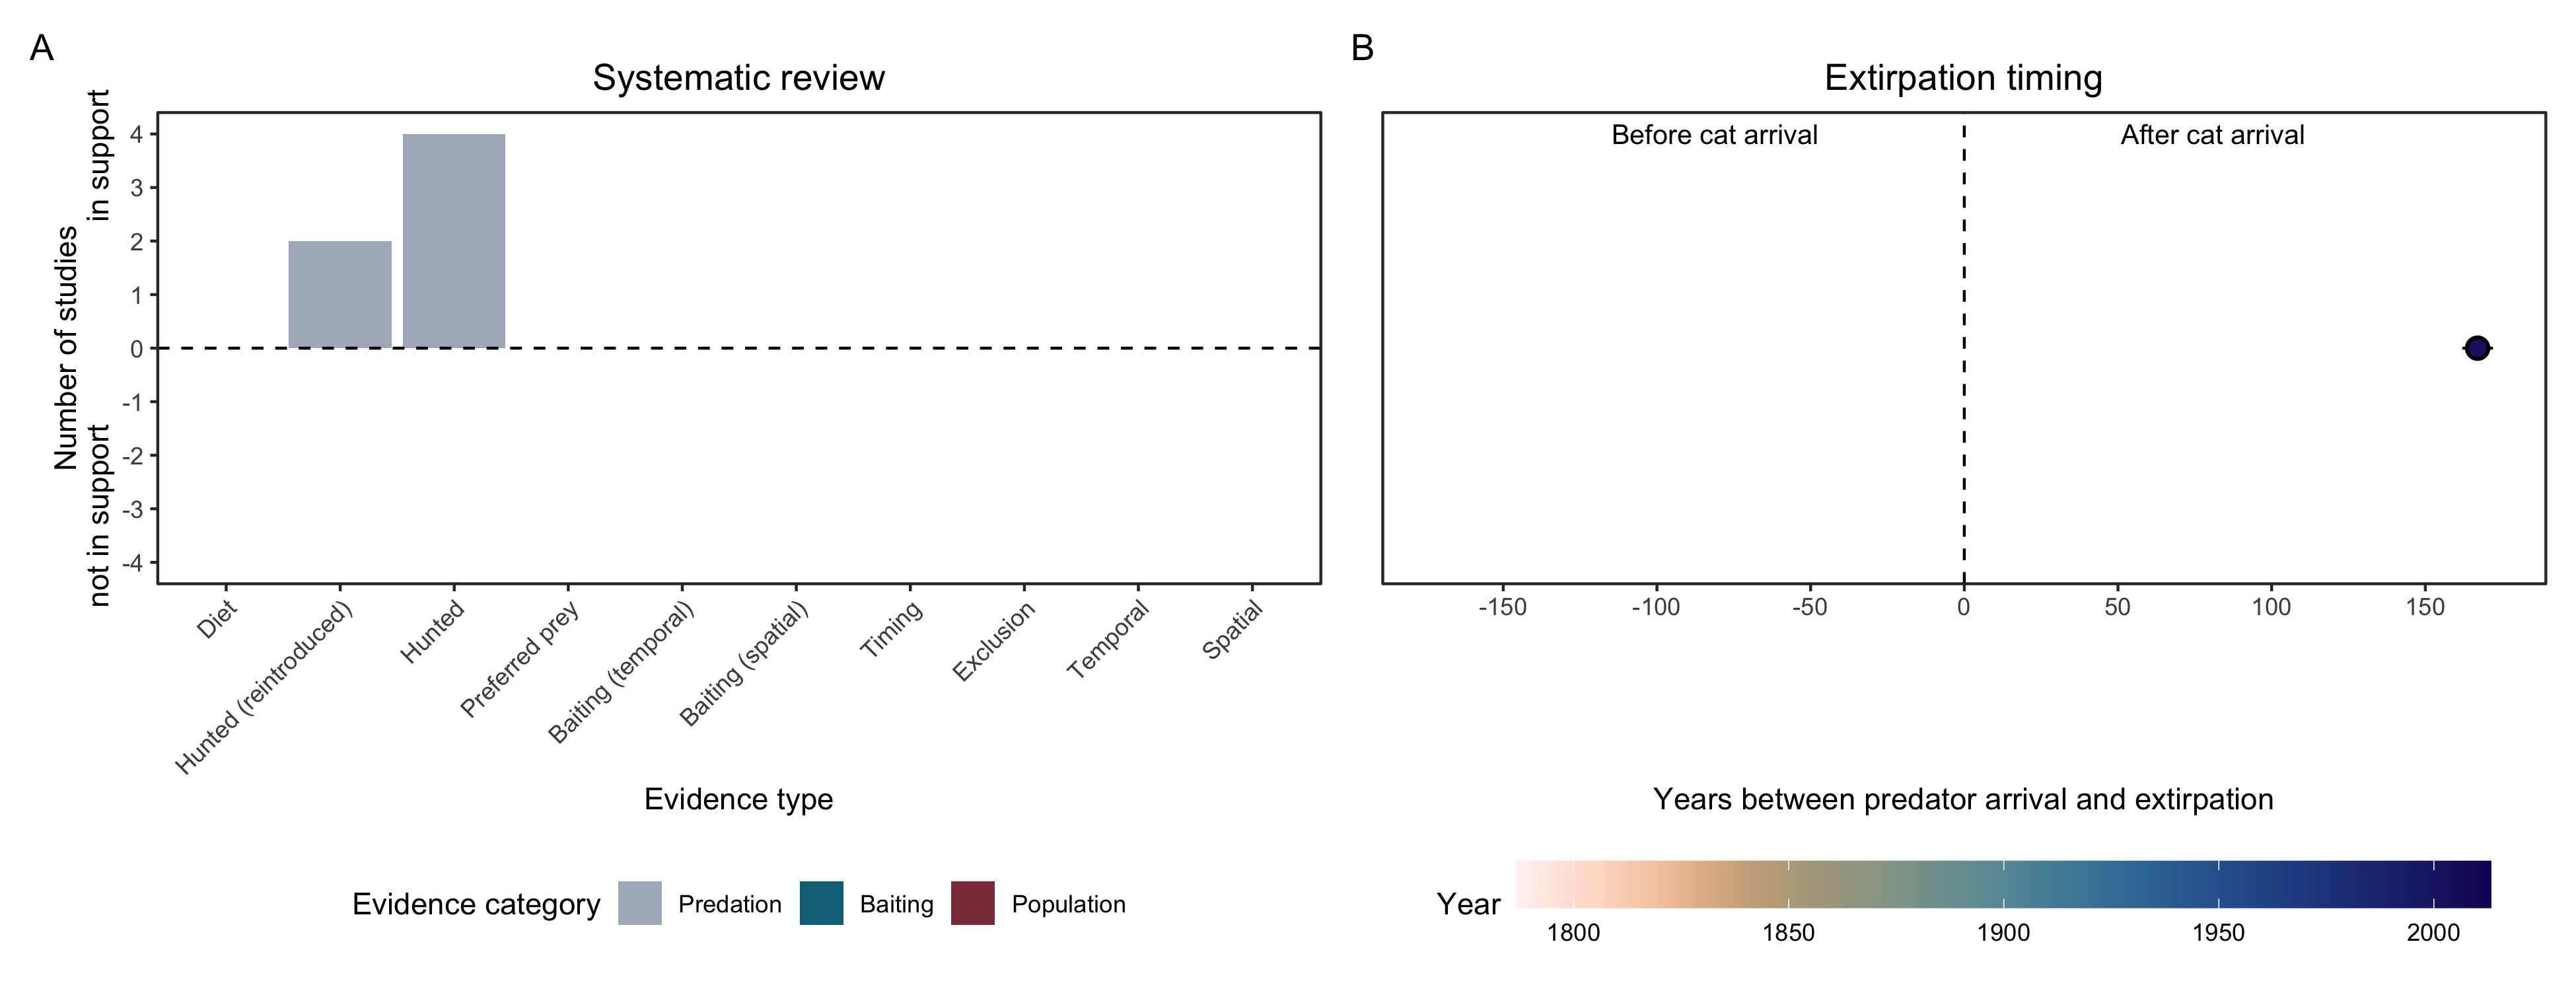 A
Systematic review
Number of studies
not in support
in support
4
3
2
1
0
-1
-2
-3
-4
Diet
Hunted (reintroduced)
Hunted
Preferred prey
Baiting (temporal)
Baiting (spatial)
Timing
Exclusion
Temporal
Spatial
Evidence type
Evidence category
Predation
Baiting
Population
B
Extirpation timing
Before cat arrival
After cat arrival
-150
-100
-50
0
50
100
150
Years between predator arrival and extirpation
Year
1800
1850
1900
1950
2000